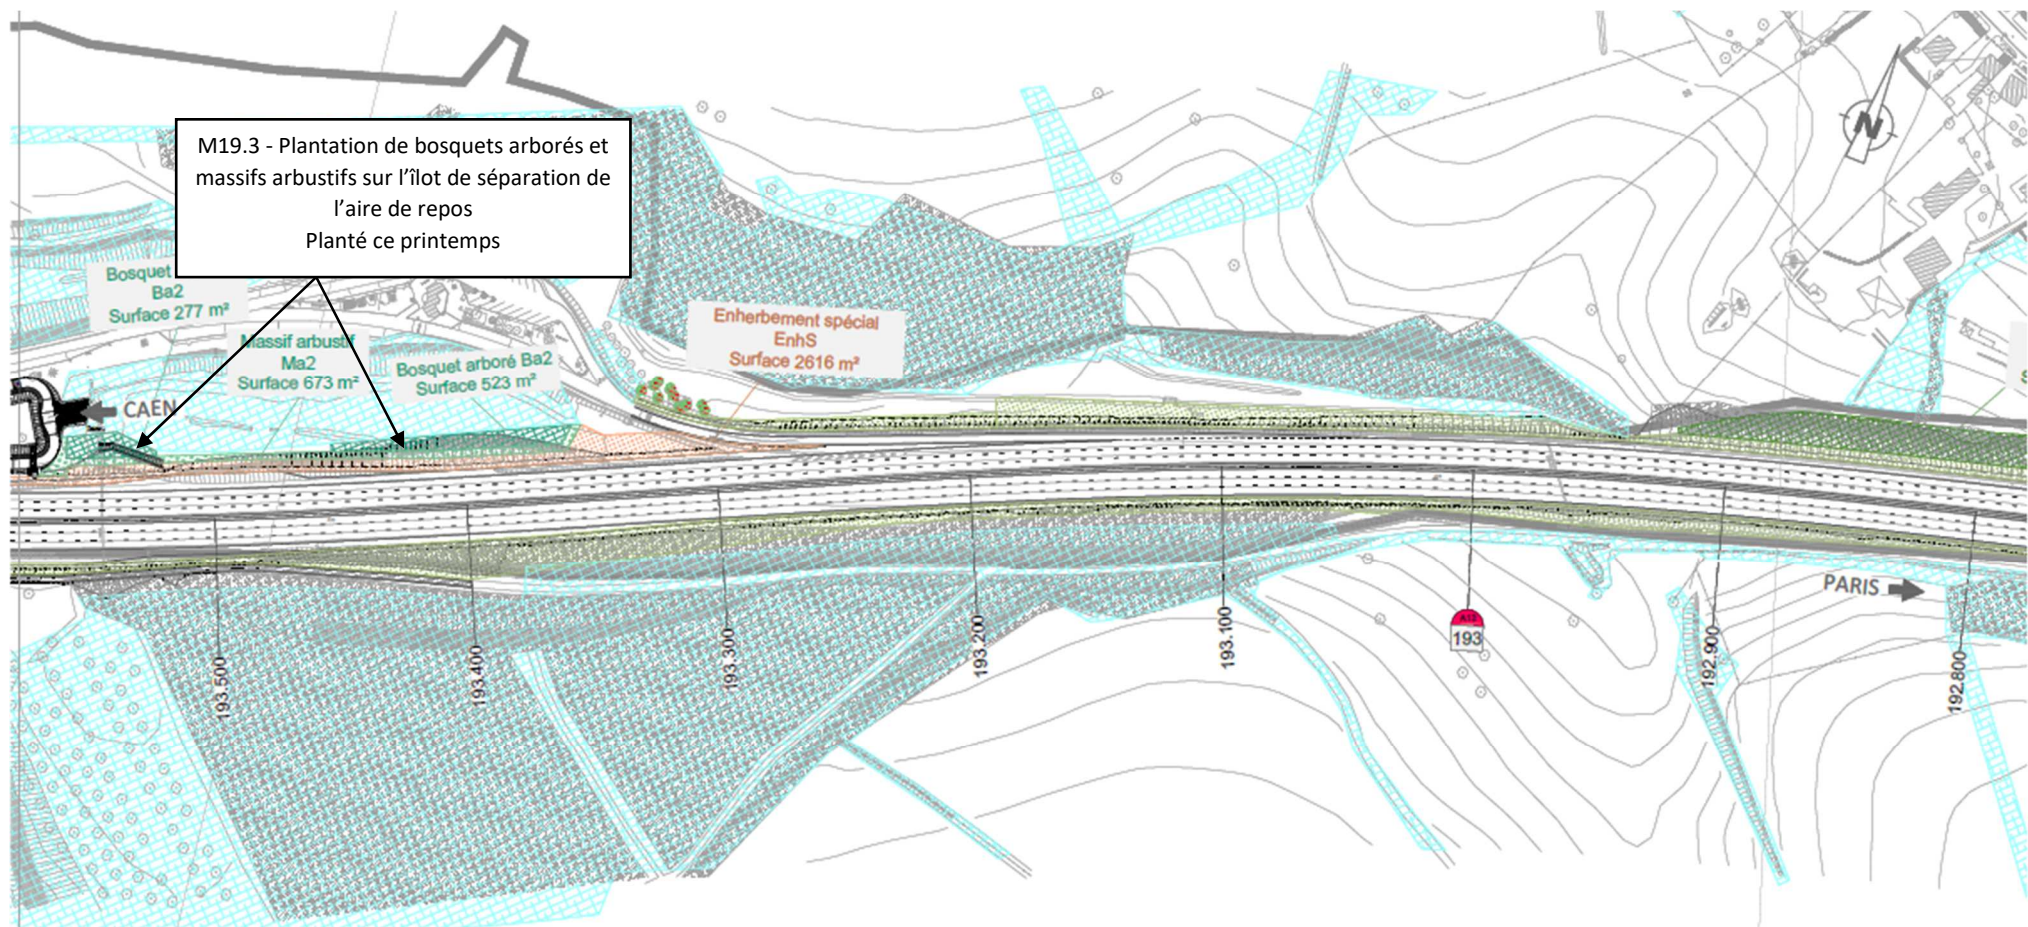 M19.3 - Plantation de bosquets arborés et
massifs arbustifs sur l'îlot de séparation de
l'aire de repos
Planté ce printemps
N
Bosquet
Ba2
Surface 277 m²
Massif arbustif
Ma2
Surface 673 m²
Bosquet arboré Ba2
Surface 523 m²
Enherbement spécial
EnhS
Surface 2616 m²
CAEN
PARIS
193.500
193.400
193.300
193.200
193.100
A13
193
192.900
192.800